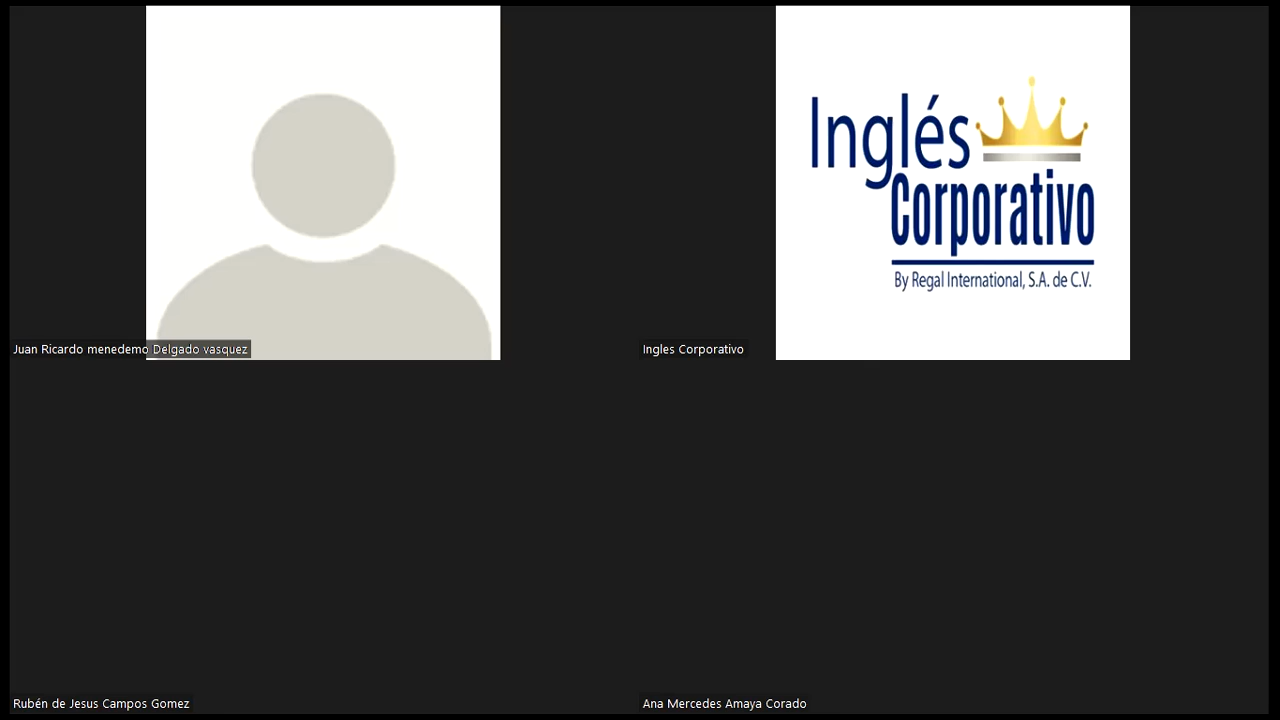 Inglés
Corporativo
By Regal International, S.A. de C.V.
Juan Ricardo menedemo Delgado vasquez
Ingles Corporativo
Rubén de Jesus Campos Gomez
Ana Mercedes Amaya Corado